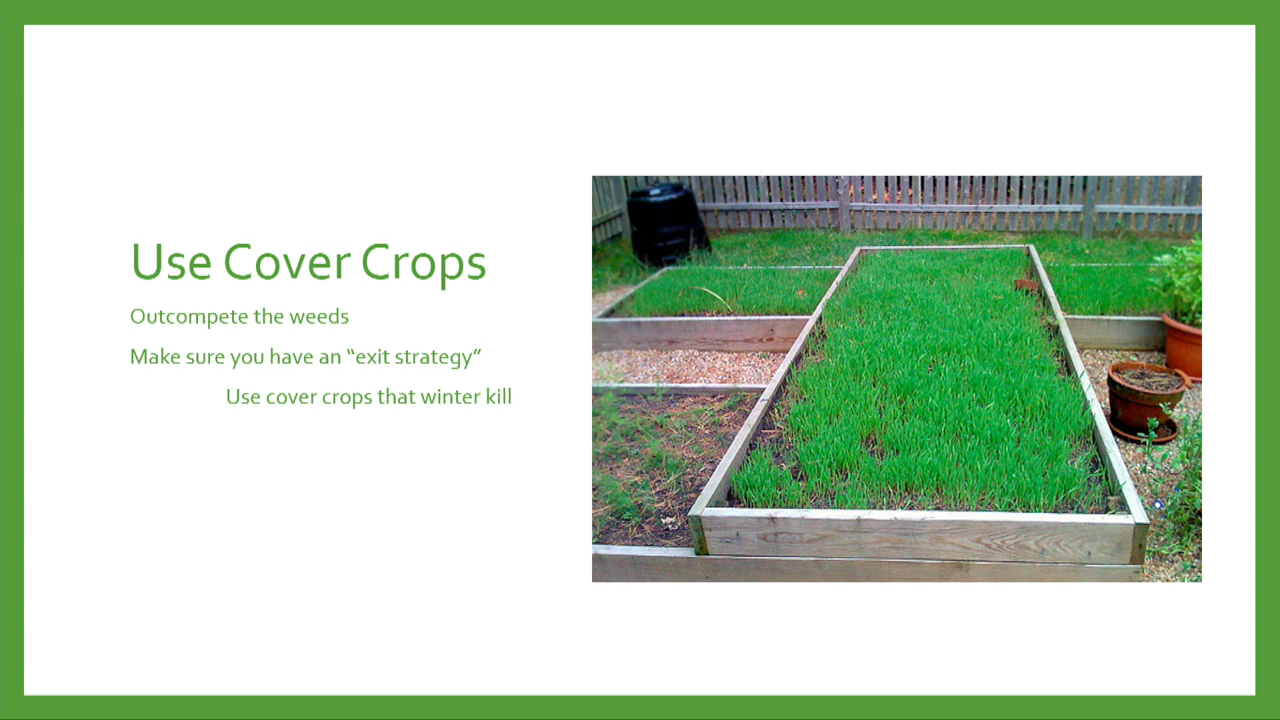 Use Cover Crops
Outcompete the weeds
Make sure you have an “exit strategy”
Use cover crops that winter kill